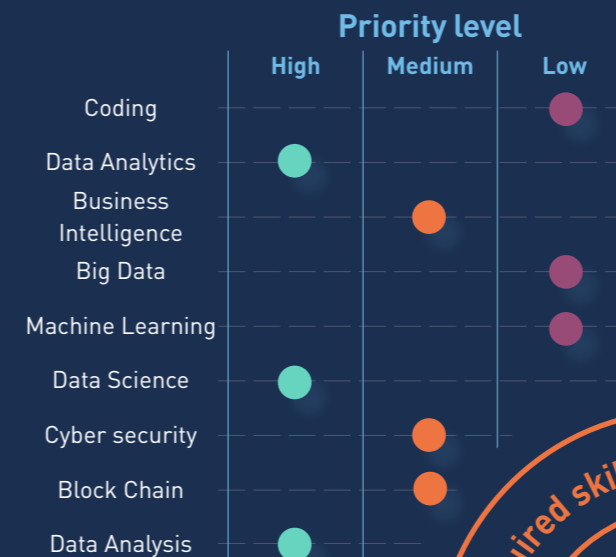 Priority level
High Medium Low
Coding
Data Analytics
Business
Intelligence
Big Data
Machine Learning
Data Science
Cyber security
Block Chain
Data Analysis